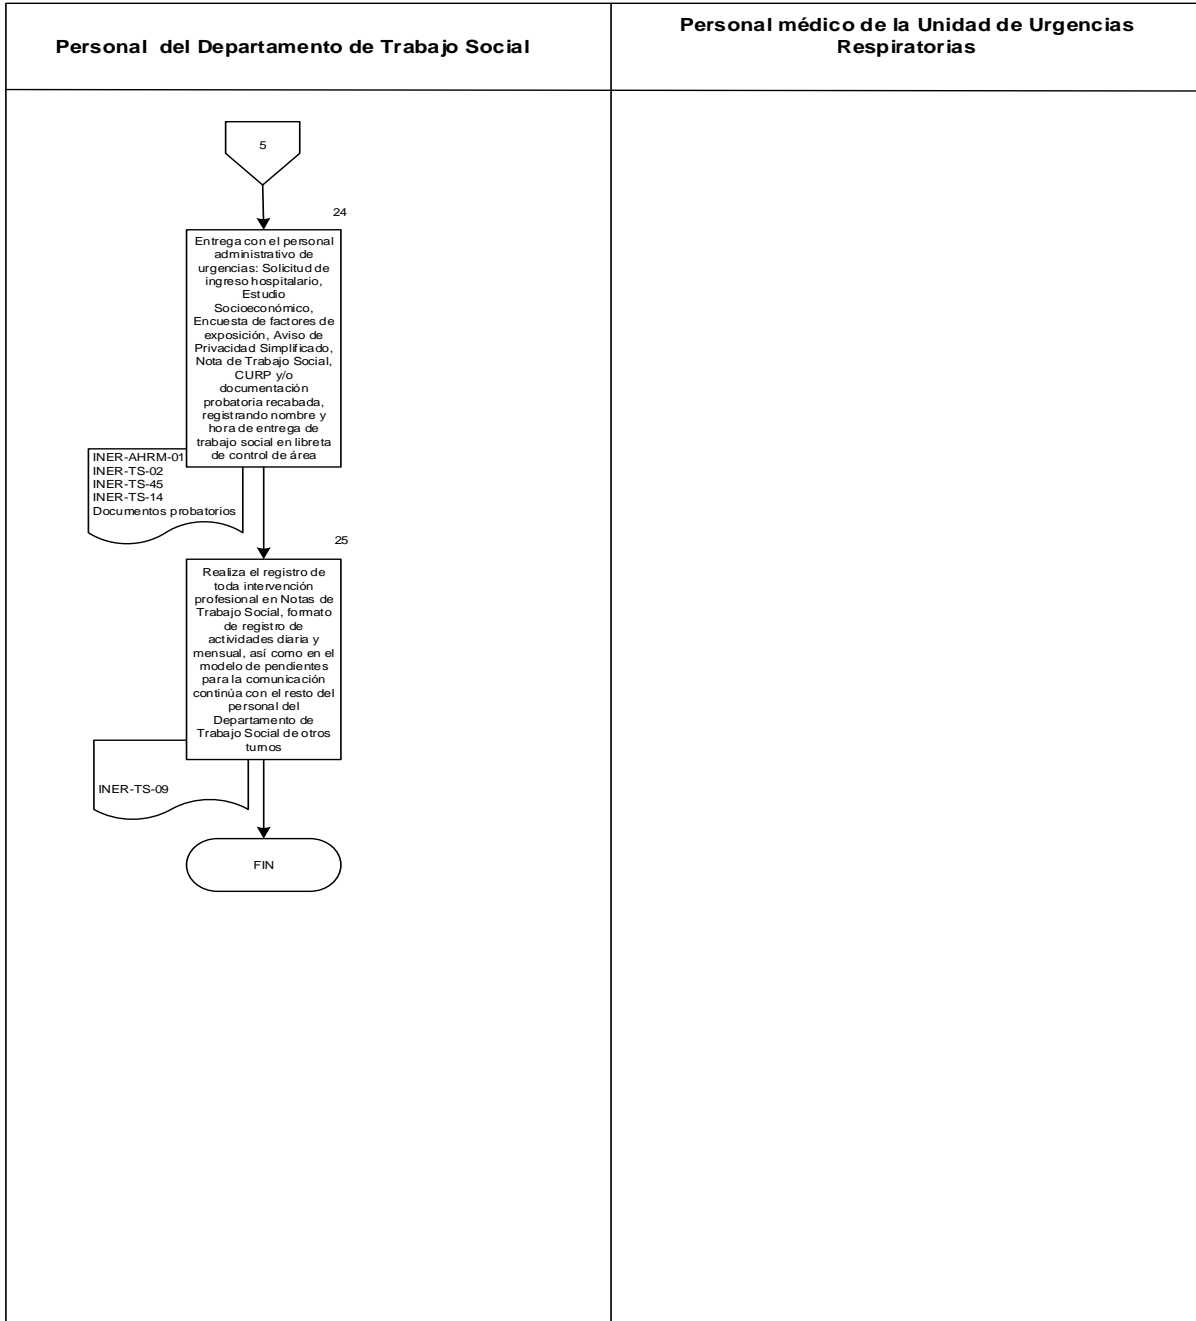 Personal del Departamento de Trabajo Social
Personal médico de la Unidad de Urgencias
Respiratorias
5
24
Entrega con el personal
administrativo de
urgencias: Solicitud de
ingreso hospitalario,
Estudio
Socioeconómico,
Encuesta de factores de
exposición, Aviso de
Privacidad Simplificado,
Nota de Trabajo Social,
CURP y/o
documentación
probatoria recabada,
registrando nombre y
hora de entrega de
trabajo social en libreta
de control de área
INER-AHRM-01
INER-TS-02
INER-TS-45
INER-TS-14
Documentos probatorios
25
Realiza el registro de
toda intervención
profesional en Notas de
Trabajo Social, formato
de registro de
actividades diaria y
mensual, así como en el
modelo de pendientes
para la comunicación
continúa con el resto del
personal del
Departamento de
Trabajo Social de otros
turnos
INER-TS-09
FIN